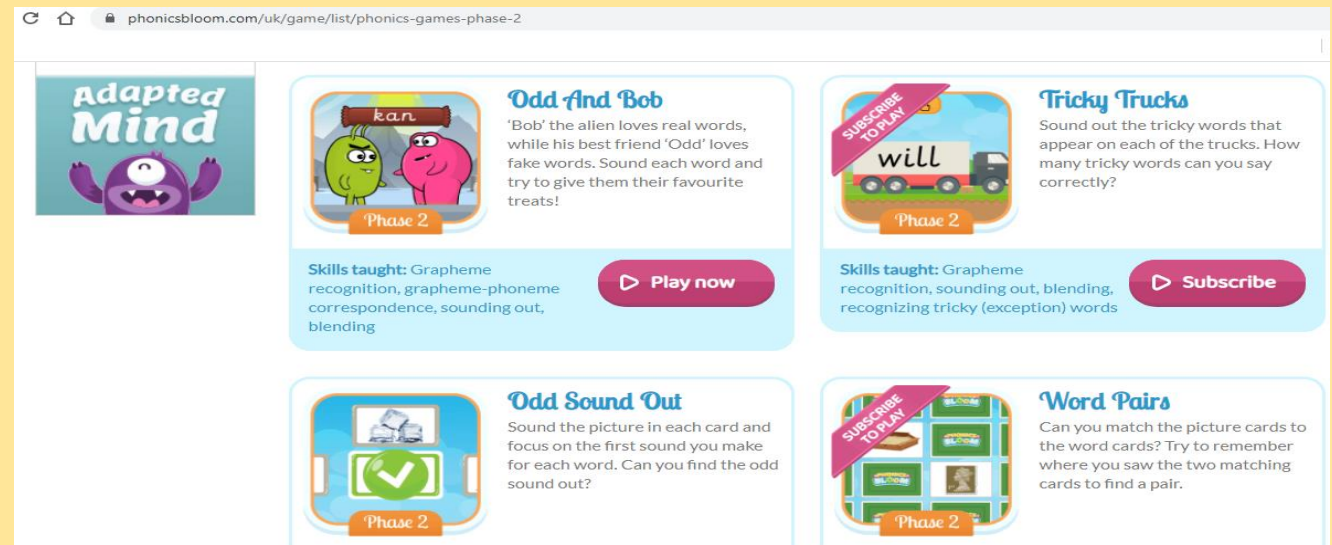 phonicsbloom.com/uk/game/list/phonics-games-phase-2
Adapted
Mind
kan
Phase 2
Odd And Bob
'Bob' the alien loves real words,
while his best friend 'Odd' loves
fake words. Sound each word and
try to give them their favourite
treats!
Skills taught: Grapheme
recognition, grapheme-phoneme
correspondence, sounding out,
blending
Play now
SUBSCRIBE
TO PLAY
will
Phase 2
Tricky Trucks
Sound out the tricky words that
appear on each of the trucks. How
many tricky words can you say
correctly?
Skills taught: Grapheme
recognition, sounding out, blending,
recognizing tricky (exception) words
Subscribe
Phase 2
Odd Sound Out
Sound the picture in each card and
focus on the first sound you make
for each word. Can you find the odd
sound out?
SUBSCRIBE
TO PLAY
Phase 2
Word Pairs
Can you match the picture cards to
the word cards? Try to remember
where you saw the two matching
cards to find a pair.